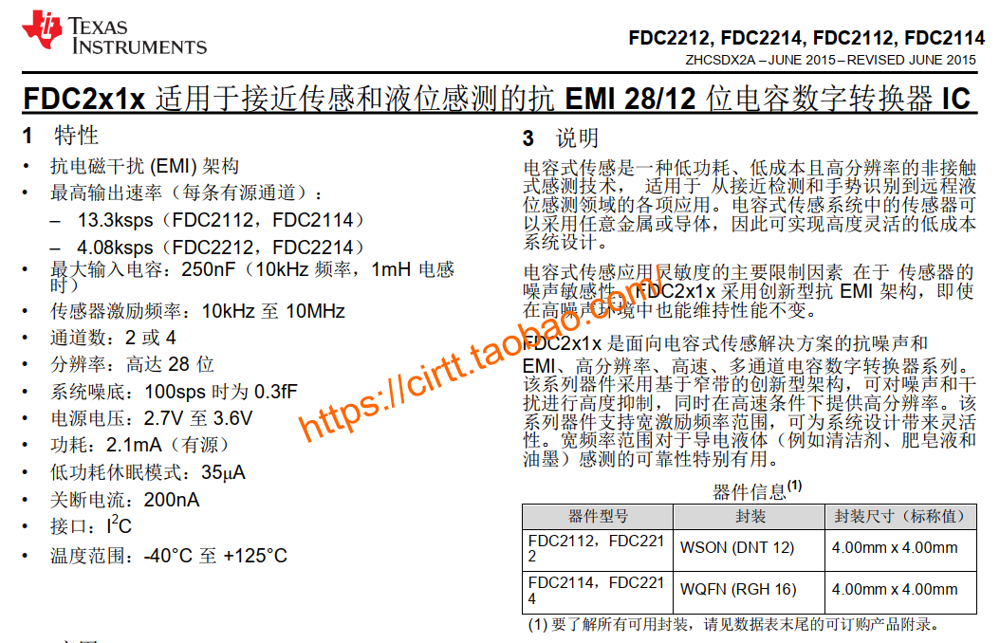 TEXAS
INSTRUMENTS
FDC2212, FDC2214, FDC2112, FDC2114
ZHCSDX2A – JUNE 2015 – REVISED JUNE 2015
FDC2x1x 适用于接近传感和液位感测的抗 EMI 28/12 位电容数字转换器 IC
1 特性
• 抗电磁干扰 (EMI) 架构
• 最高输出速率（每条有源通道）:
– 13.3ksps（FDC2112，FDC2114）
– 4.08ksps（FDC2212，FDC2214）
• 最大输入电容：250nF（10kHz 频率，1mH 电感
时）
• 传感器激励频率：10kHz 至 10MHz
• 通道数：2 或 4
• 分辨率：高达 28 位
• 系统噪底：100sps 时为 0.3fF
• 电源电压：2.7V 至 3.6V
• 功耗：2.1mA（有源）
• 低功耗休眠模式：35μA
• 关断电流：200nA
• 接口：I2C
• 温度范围：-40°C 至 +125°C
3 说明
电容式传感是一种低功耗、低成本且高分辨率的非接触
式感测技术， 适用于 从接近检测和手势识别到远程液
位感测领域的各项应用。电容式传感系统中的传感器可
以采用任意金属或导体，因此可实现高度灵活的低成本
系统设计。
电容式传感应用灵敏度的主要限制因素 在于 传感器的
噪声敏感性。FDC2x1x 采用创新型抗 EMI 架构，即使
在高噪声环境中也能维持性能不变。
FDC2x1x 是面向电容式传感解决方案的抗噪声和
EMI、高分辨率、高速、多通道电容数字转换器系列。
该系列器件采用基于窄带的创新型架构，可对噪声和干
扰进行高度抑制，同时在高速条件下提供高分辨率。该
系列器件支持宽激励频率范围，可为系统设计带来灵活
性。宽频率范围对于导电液体（例如清洁剂、肥皂液和
油墨）感测的可靠性特别有用。
器件信息(1)
器件型号 封装 封装尺寸（标称值）
FDC2112，FDC221
2 WSON (DNT 12) 4.00mm x 4.00mm
FDC2114，FDC221
4 WQFN (RGH 16) 4.00mm x 4.00mm
(1) 要了解所有可用封装，请见数据表末尾的可订购产品附录。
https://cirtt.taobao.com/